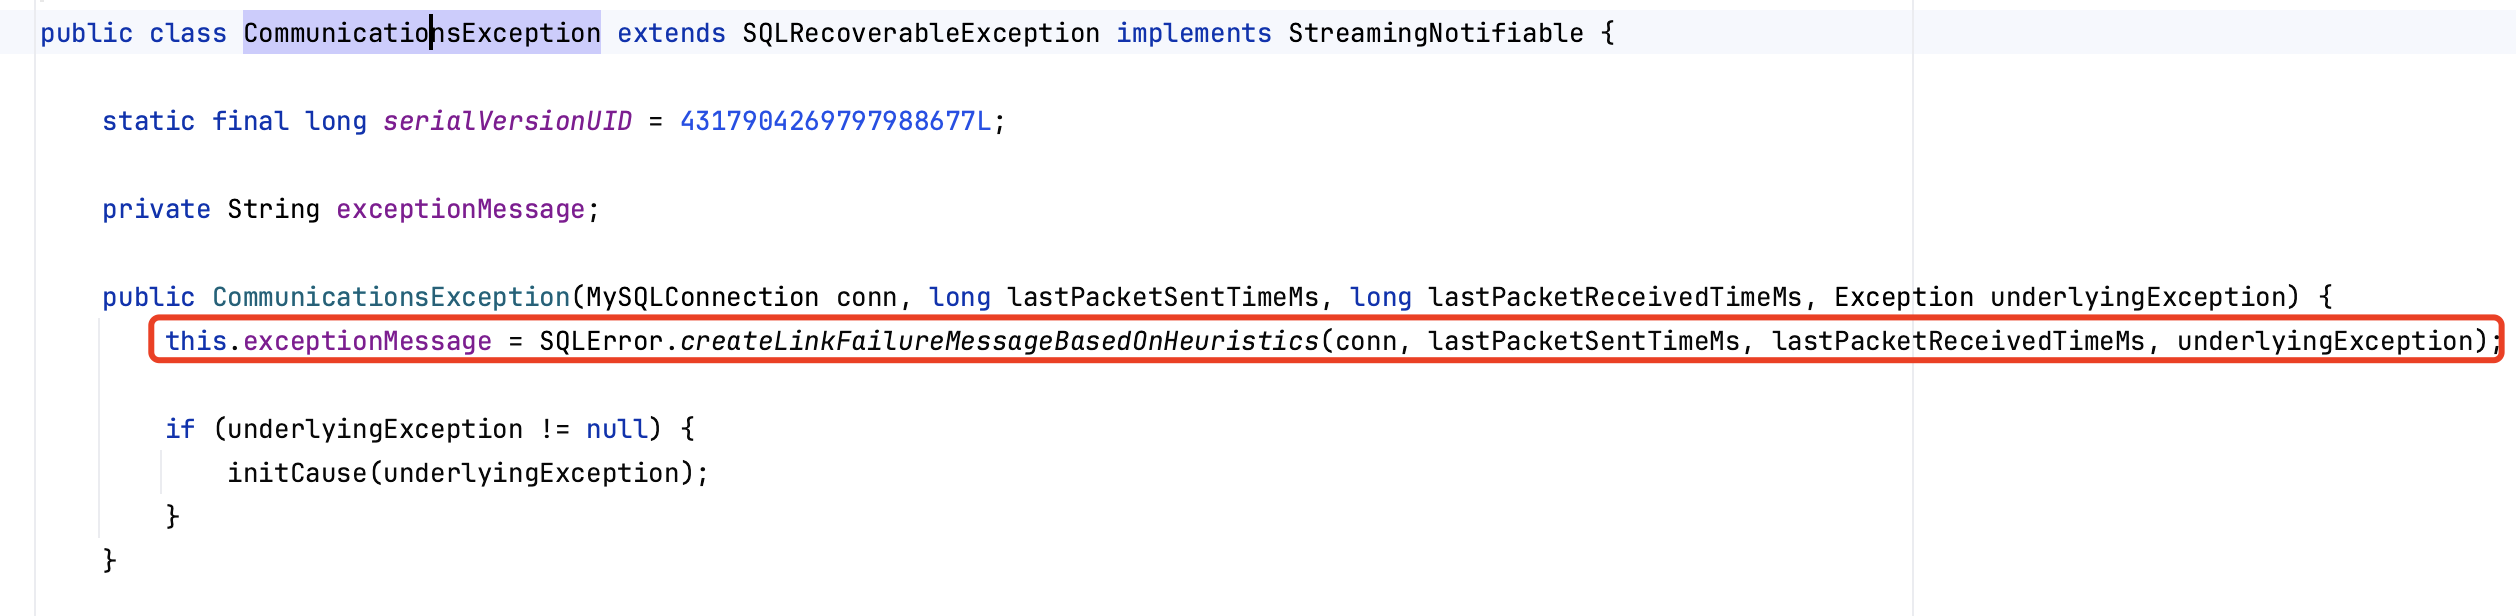 public class CommunicationsException extends SQLRecoverableException implements StreamingNotifiable {
static final long serialVersionUID = 4317904269797988677L;
private String exceptionMessage;
public CommunicationsException(MySQLConnection conn, long lastPacketSentTimeMs, long lastPacketReceivedTimeMs, Exception underlyingException) {
this.exceptionMessage = SQLError.createLinkFailureMessageBasedOnHeuristics(conn, lastPacketSentTimeMs, lastPacketReceivedTimeMs, underlyingException);
if (underlyingException != null) {
initCause(underlyingException);
}
}